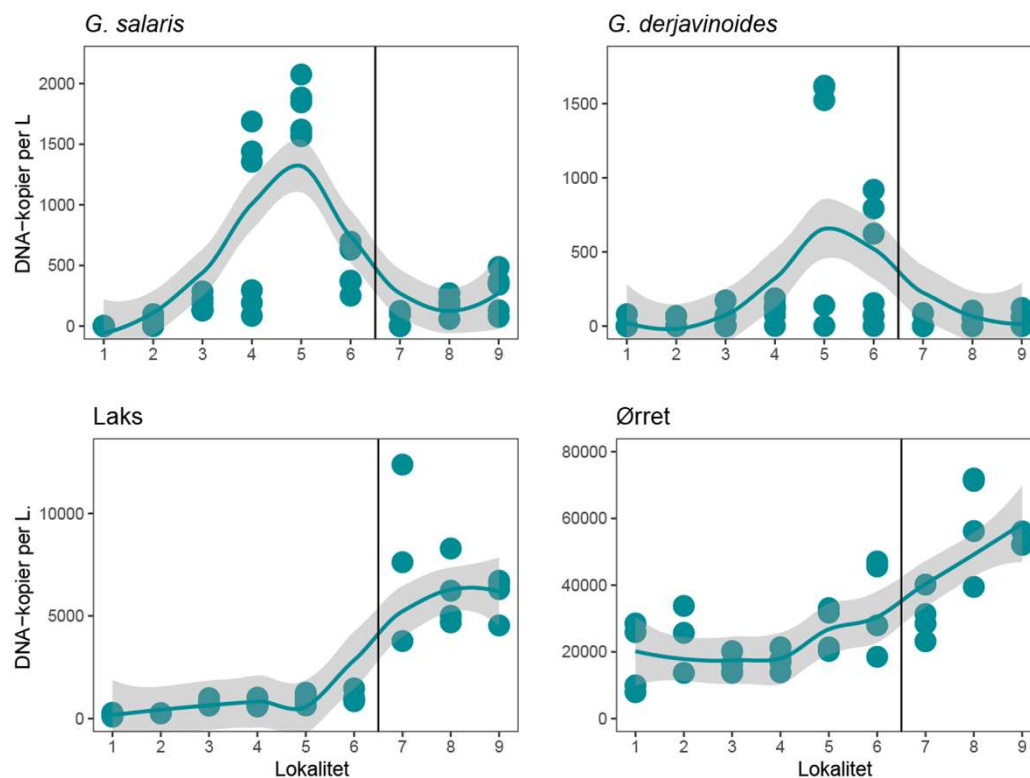 G. salaris
G. derjavinoides
DNA−kopier per L
2000
1500
1000
500
0
1 2 3 4 5 6 7 8 9
1500
1000
500
0
1 2 3 4 5 6 7 8 9
Laks
Ørret
DNA−kopier per L.
10000
5000
0
1 2 3 4 5 6 7 8 9
Lokalitet
80000
60000
40000
20000
0
1 2 3 4 5 6 7 8 9
Lokalitet